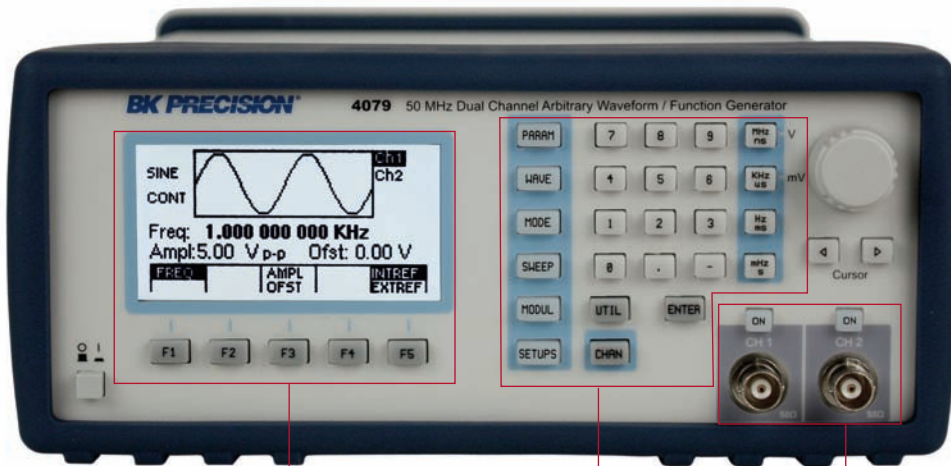 BK PRECISION®
4079 50 MHz Dual Channel Arbitrary Waveform / Function Generator
SINE
CONT
Ch1
Ch2
Freq: 1.000 000 000 KHz
Ampl:5.00 V p-p Ofst: 0.00 V
FREQ AMPL INTREF
OFST EXTREF
F1 F2 F3 F4 F5
O I
PARAM 7 8 9 MHz ns V
WAVE 4 5 6 KHz us mV
MODE 1 2 3 Hz ms
SWEEP 0 . - mHz s
MODUL UTIL ENTER
SETUPS CHAN
Cursor
ON ON
CH 1 CH 2
50Ω 50Ω